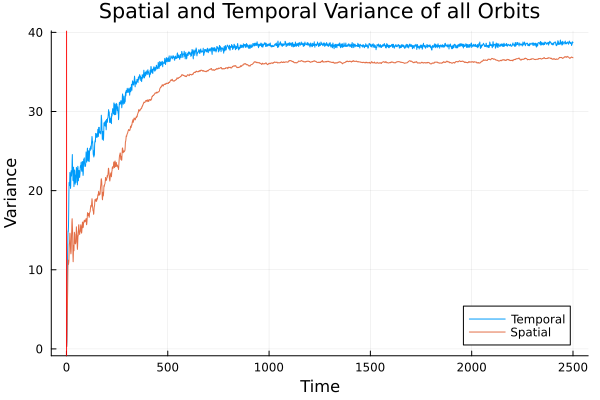 Spatial and Temporal Variance of all Orbits
40
30
20
10
0
Variance
Temporal
Spatial
0 500 1000 1500 2000 2500
Time